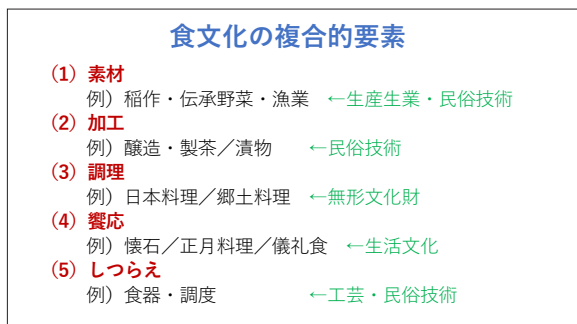 食文化の複合的要素
（1）素材
例）稲作・伝承野菜・漁業 ←生産生業・民俗技術
（2）加工
例）醸造・製茶／漬物 ←民俗技術
（3）調理
例）日本料理／郷土料理 ←無形文化財
（4）饗応
例）懐石／正月料理／儀礼食 ←生活文化
（5）しつらえ
例）食器・調度 ←工芸・民俗技術